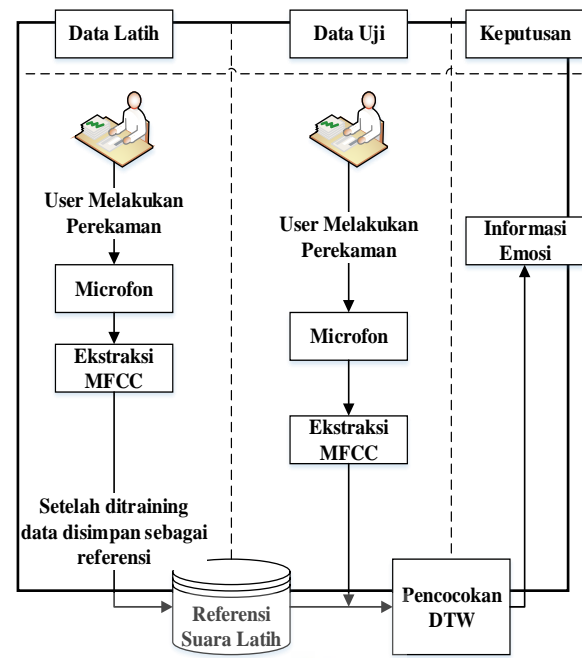 Data Latih
Data Uji
Keputusan
User Melakukan
Perekaman
Microfon
Ekstraksi
MFCC
Setelah ditraining
data disimpan sebagai
referensi
Referensi
Suara Latih
User Melakukan
Perekaman
Microfon
Ekstraksi
MFCC
Pencocokan
DTW
Informasi
Emosi